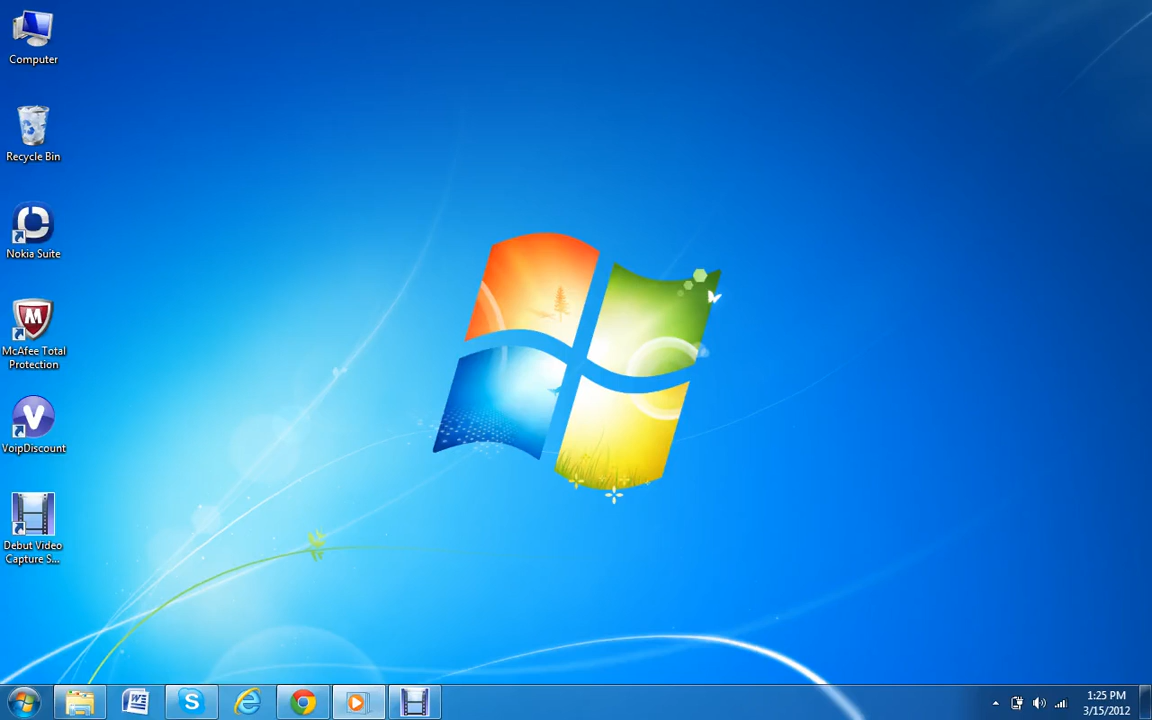 Computer
Recycle Bin
Nokia Suite
McAfee Total
Protection
VoipDiscount
Debut Video
Capture S...
1:25 PM
3/15/2012